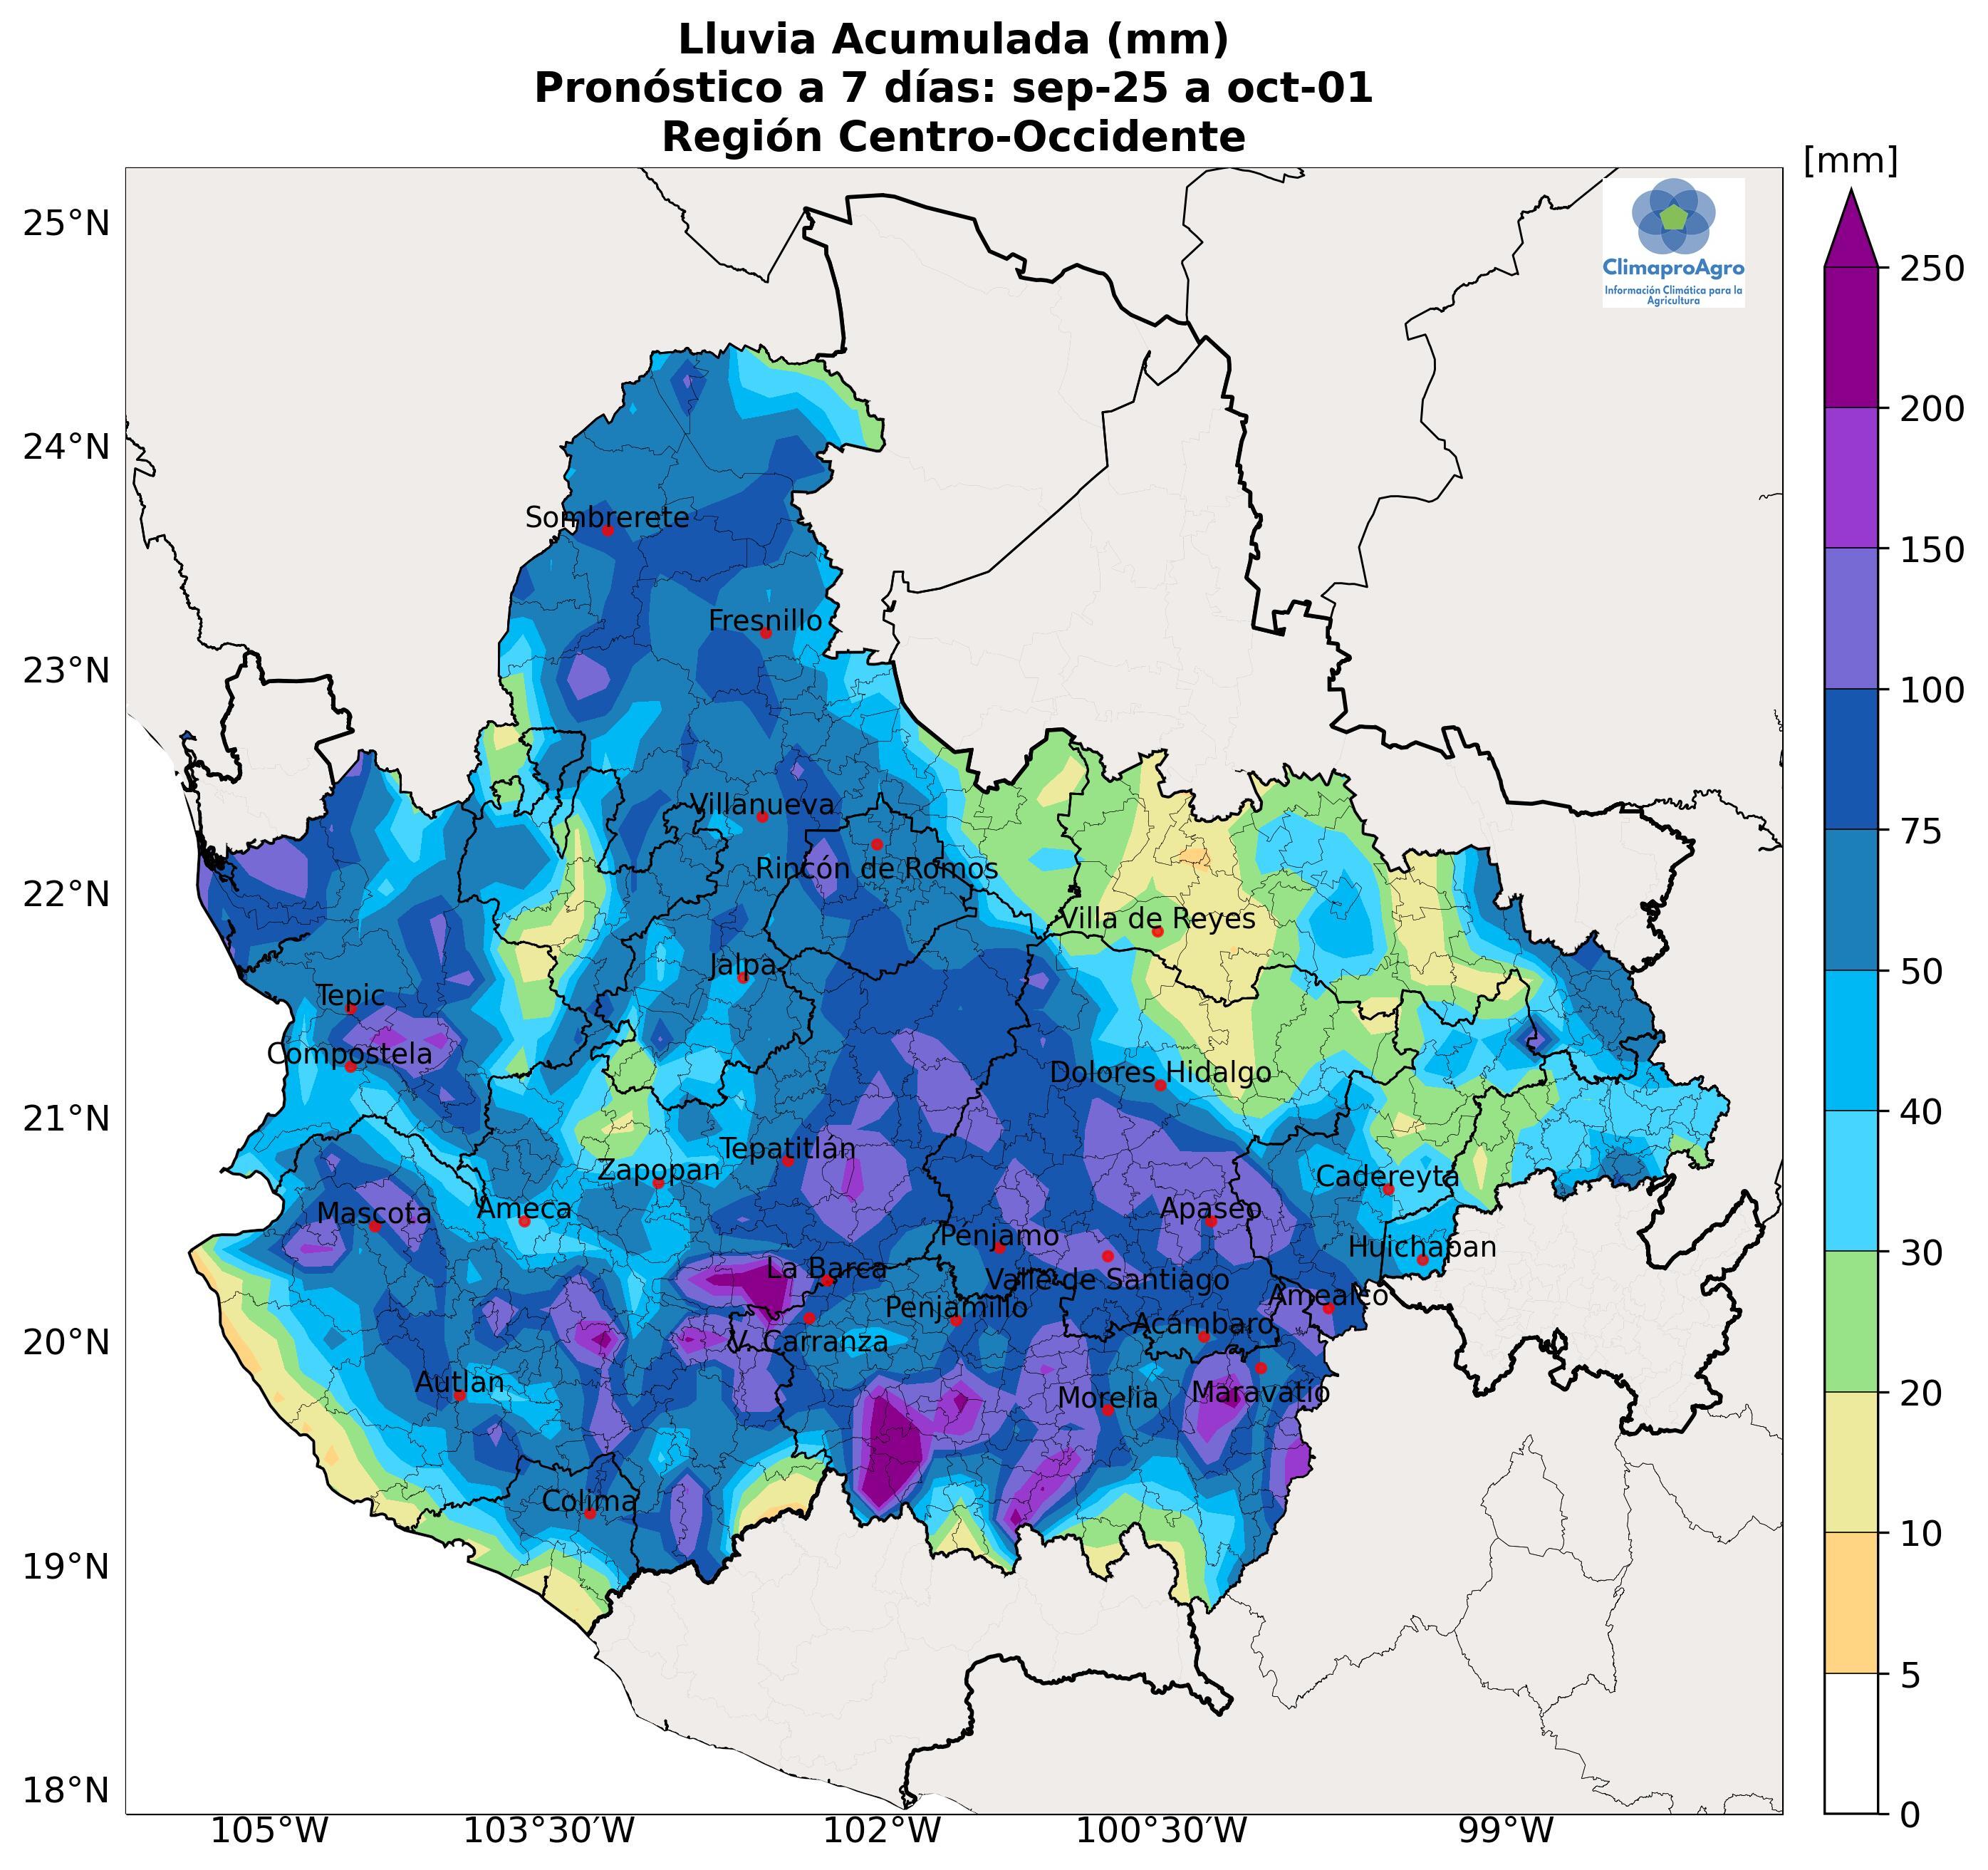 Lluvia Acumulada (mm)
Pronóstico a 7 días: sep-25 a oct-01
Región Centro-Occidente
[mm]
ClimaproAgro
Información Climática para la
Agricultura
25°N
24°N
23°N
22°N
21°N
20°N
19°N
18°N
Sombrerete
Fresnillo
Villanueva
Rincón de Romos
Villa de Reyes
Jalpa
Tepic
Compostela
Dolores Hidalgo
Tepatitlán
Zapopan
Cadereyta
Mascota
Ameca
Apaseo
Penjamo
Huichapan
La Barca
Valle de Santiago
Amealco
Penjamillo
Acámbaro
V. Carranza
Autlan
Morelia
Maravatío
Colima
105°W
103°30'W
102°W
100°30'W
99°W
250
200
150
100
75
50
40
30
20
10
5
0